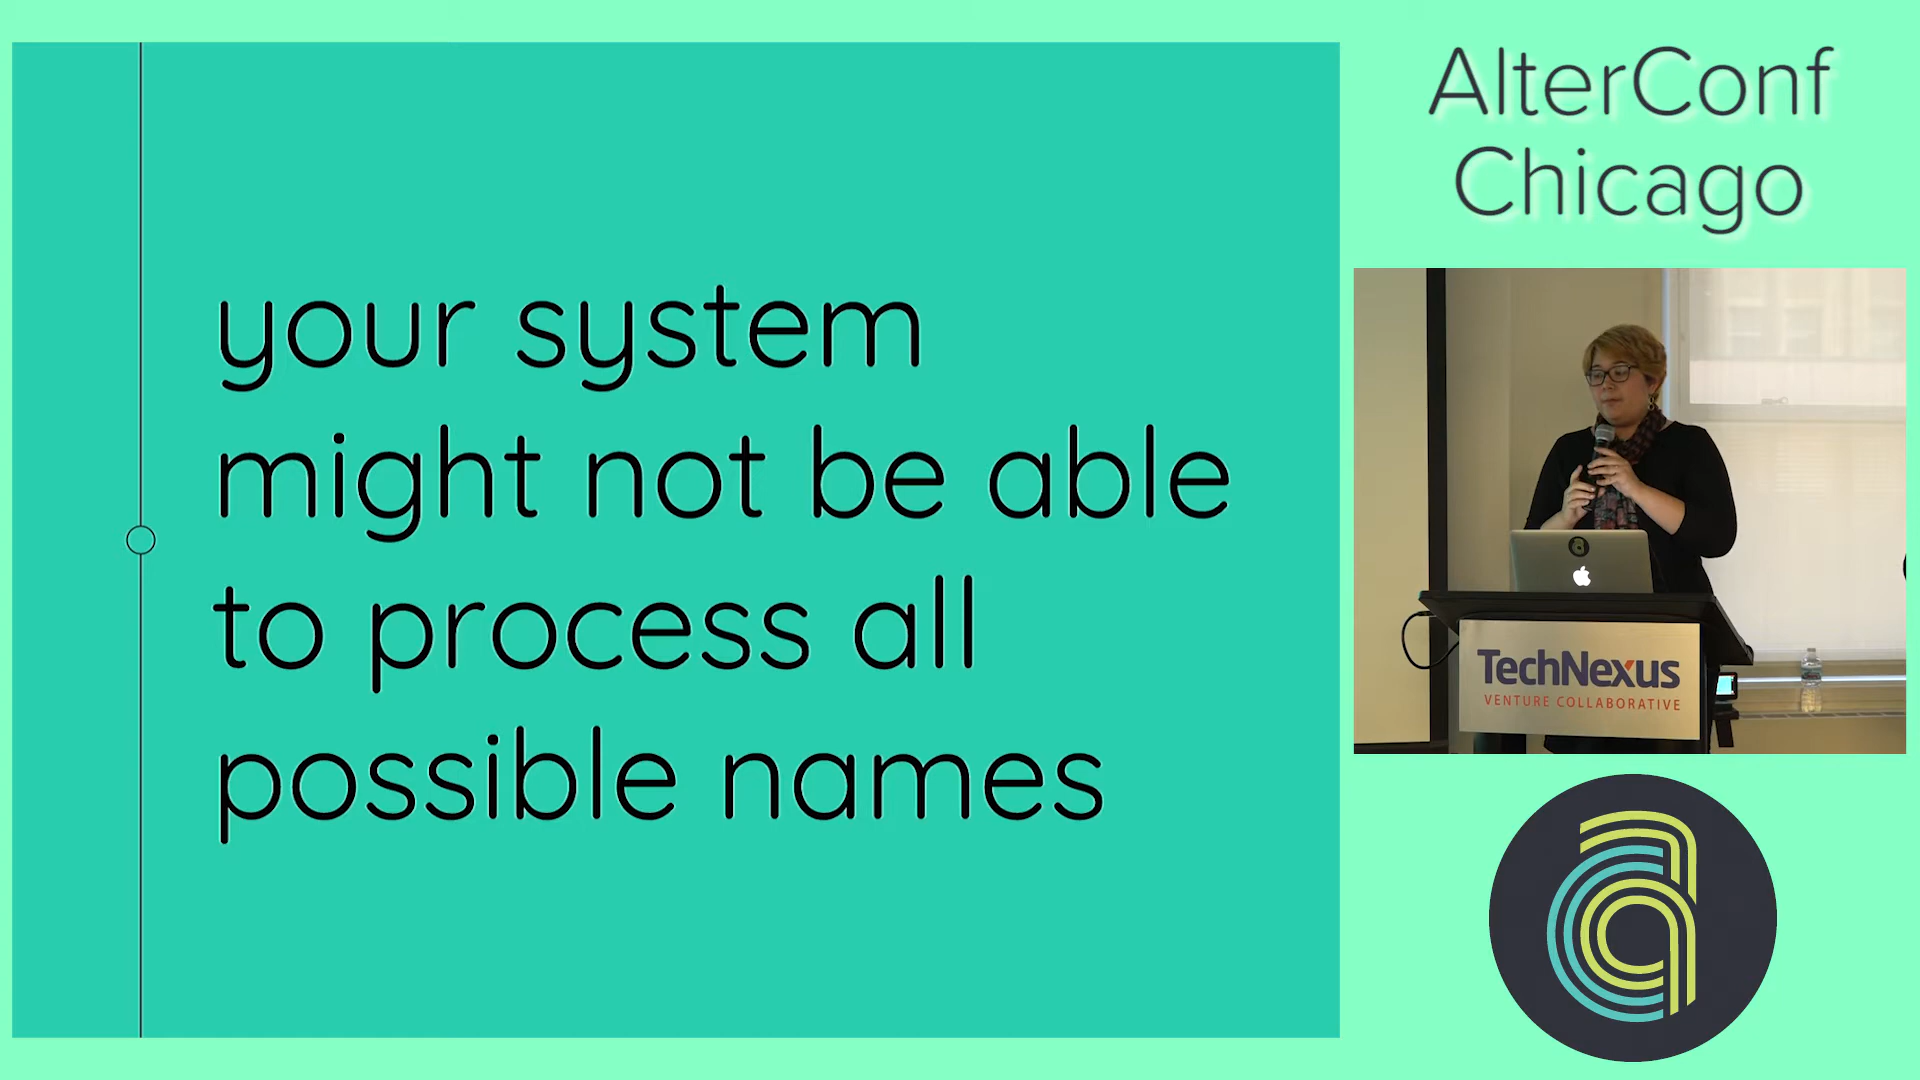 your system
might not be able
to process all
possible names
AlterConf
Chicago
TechNexus
VENTURE COLLABORATIVE